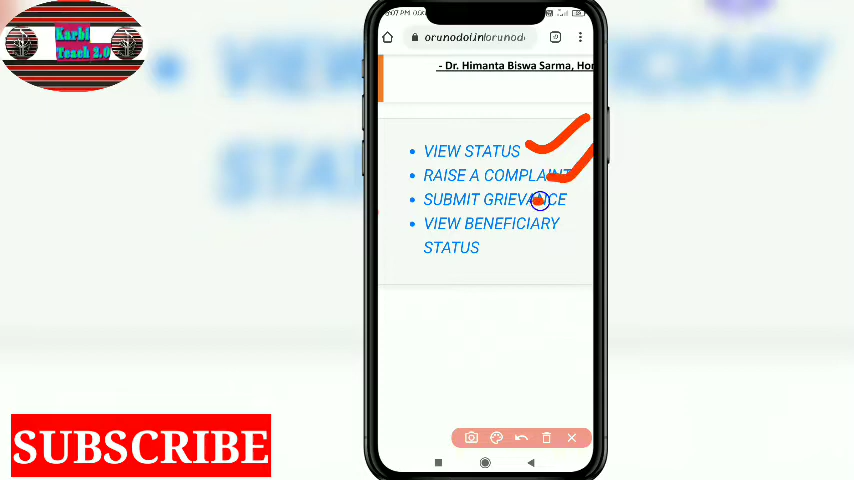 Karbi
Teach 2.0
orunodoi.in/orunod
- Dr. Himanta Biswa Sarma, Hon
VIEW STATUS
RAISE A COMPLAINT
SUBMIT GRIEVANCE
VIEW BENEFICIARY
STATUS
SUBSCRIBE